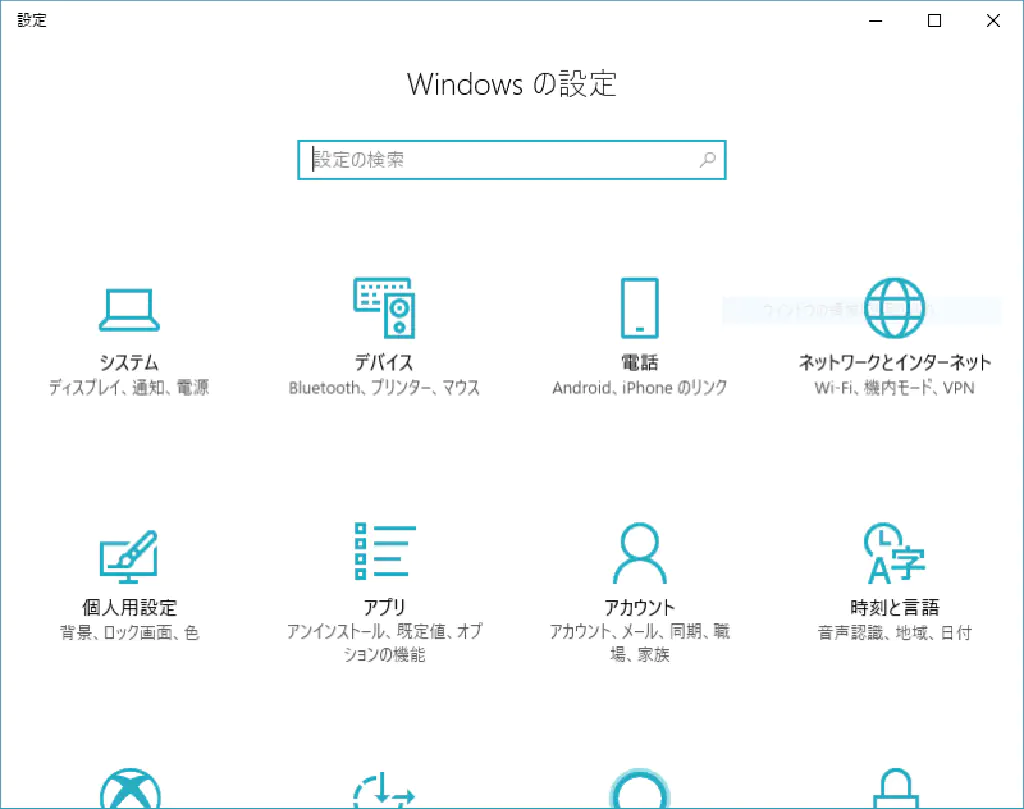 設定
Windows の設定
設定の検索
システム
ディスプレイ、通知、電源
デバイス
Bluetooth、プリンター、マウス
電話
Android、iPhone のリンク
ネットワークとインターネット
Wi-Fi、機内モード、VPN
個人用設定
背景、ロック画面、色
アプリ
アンインストール、既定値、オプ
ションの機能
アカウント
アカウント、メール、同期、職
場、家族
時刻と言語
音声認識、地域、日付